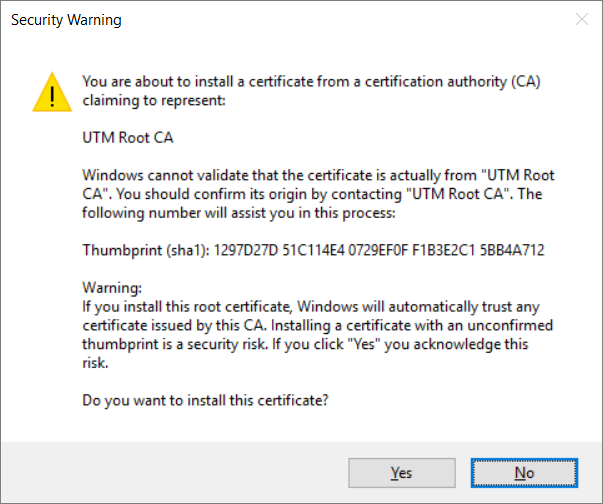 Security Warning
You are about to install a certificate from a certification authority (CA)
claiming to represent:
UTM Root CA
Windows cannot validate that the certificate is actually from "UTM Root
CA". You should confirm its origin by contacting "UTM Root CA". The
following number will assist you in this process:
Thumbprint (sha1): 1297D27D 51C114E4 0729EF0F F1B3E2C1 5BB4A712
Warning:
If you install this root certificate, Windows will automatically trust any
certificate issued by this CA. Installing a certificate with an unconfirmed
thumbprint is a security risk. If you click "Yes" you acknowledge this
risk.
Do you want to install this certificate?
Yes
No